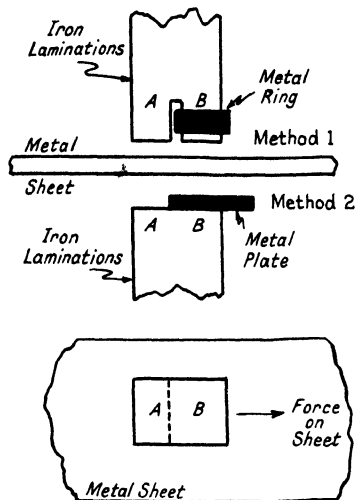 Iron
Laminations
A
B
Metal
Ring
Method 1
Metal
Sheet
Method 2
A
B
Iron
Laminations
Metal
Plate
A
B
Force
on
Sheet
Metal Sheet